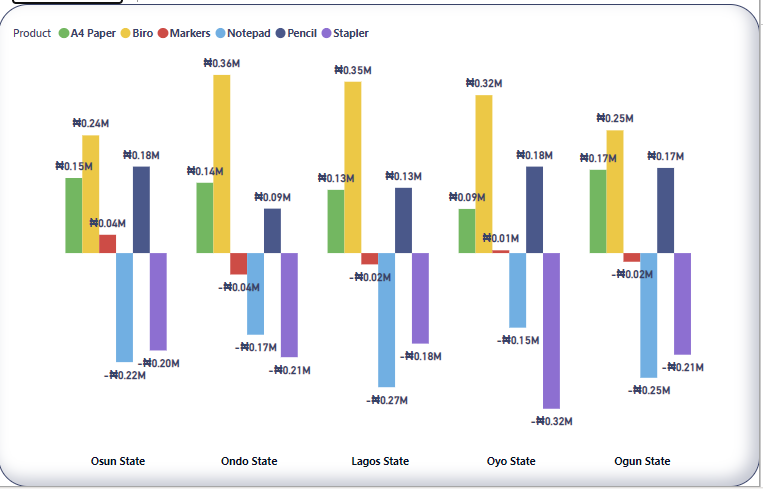 Product A4 Paper Biro Markers Notepad Pencil Stapler
₦0.24M
₦0.15M
₦0.04M
₦0.18M
-₦0.22M
-₦0.20M
₦0.36M
₦0.14M
₦0.09M
-₦0.04M
-₦0.17M
-₦0.21M
₦0.35M
₦0.13M
₦0.13M
-₦0.02M
-₦0.27M
-₦0.18M
₦0.32M
₦0.09M
₦0.01M
₦0.18M
-₦0.15M
-₦0.32M
₦0.25M
₦0.17M
₦0.17M
-₦0.02M
-₦0.25M
-₦0.21M
Osun State Ondo State Lagos State Oyo State Ogun State